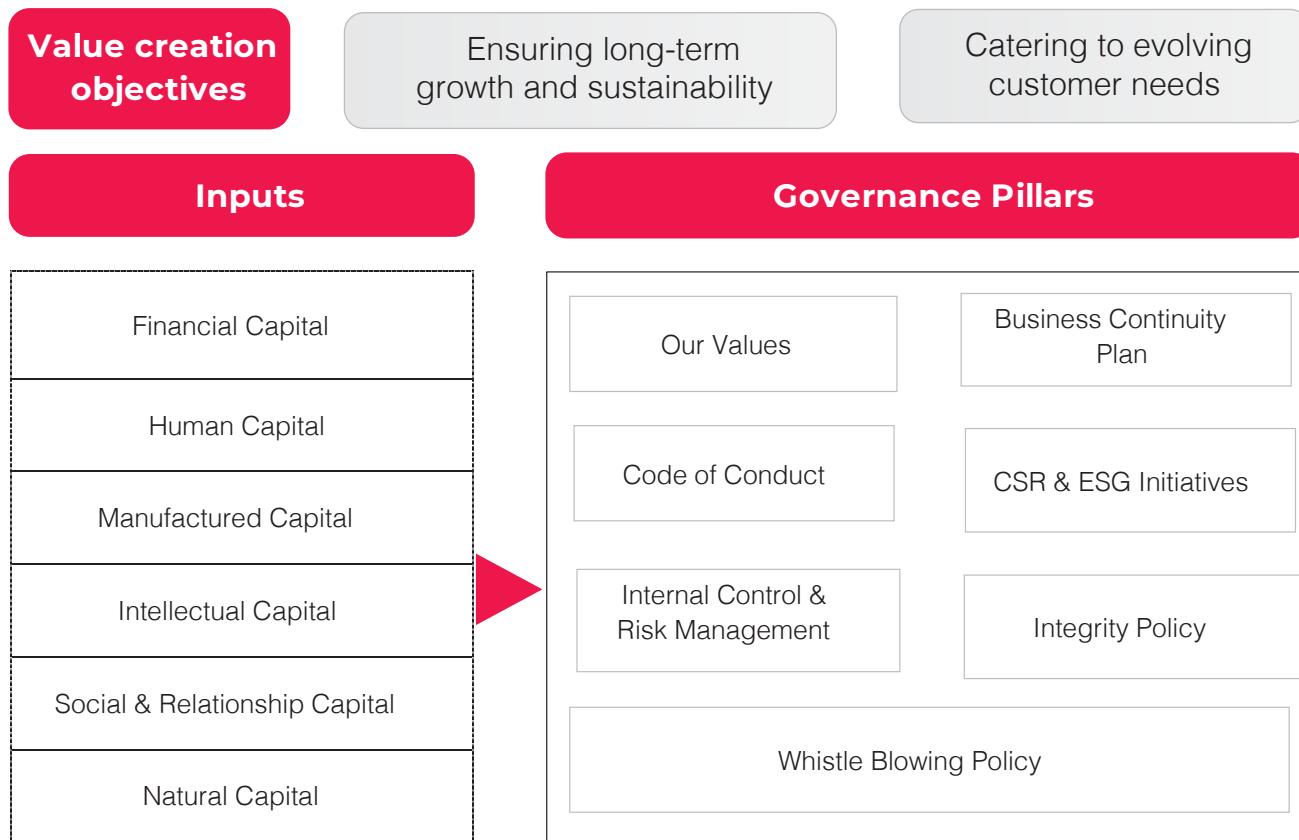 Value creation
objectives
Ensuring long-term
growth and sustainability
Catering to evolving
customer needs
Inputs
Governance Pillars
Financial Capital
Human Capital
Manufactured Capital
Intellectual Capital
Social & Relationship Capital
Natural Capital
Our Values
Business Continuity
Plan
Code of Conduct
CSR & ESG Initiatives
Internal Control &
Risk Management
Integrity Policy
Whistle Blowing Policy